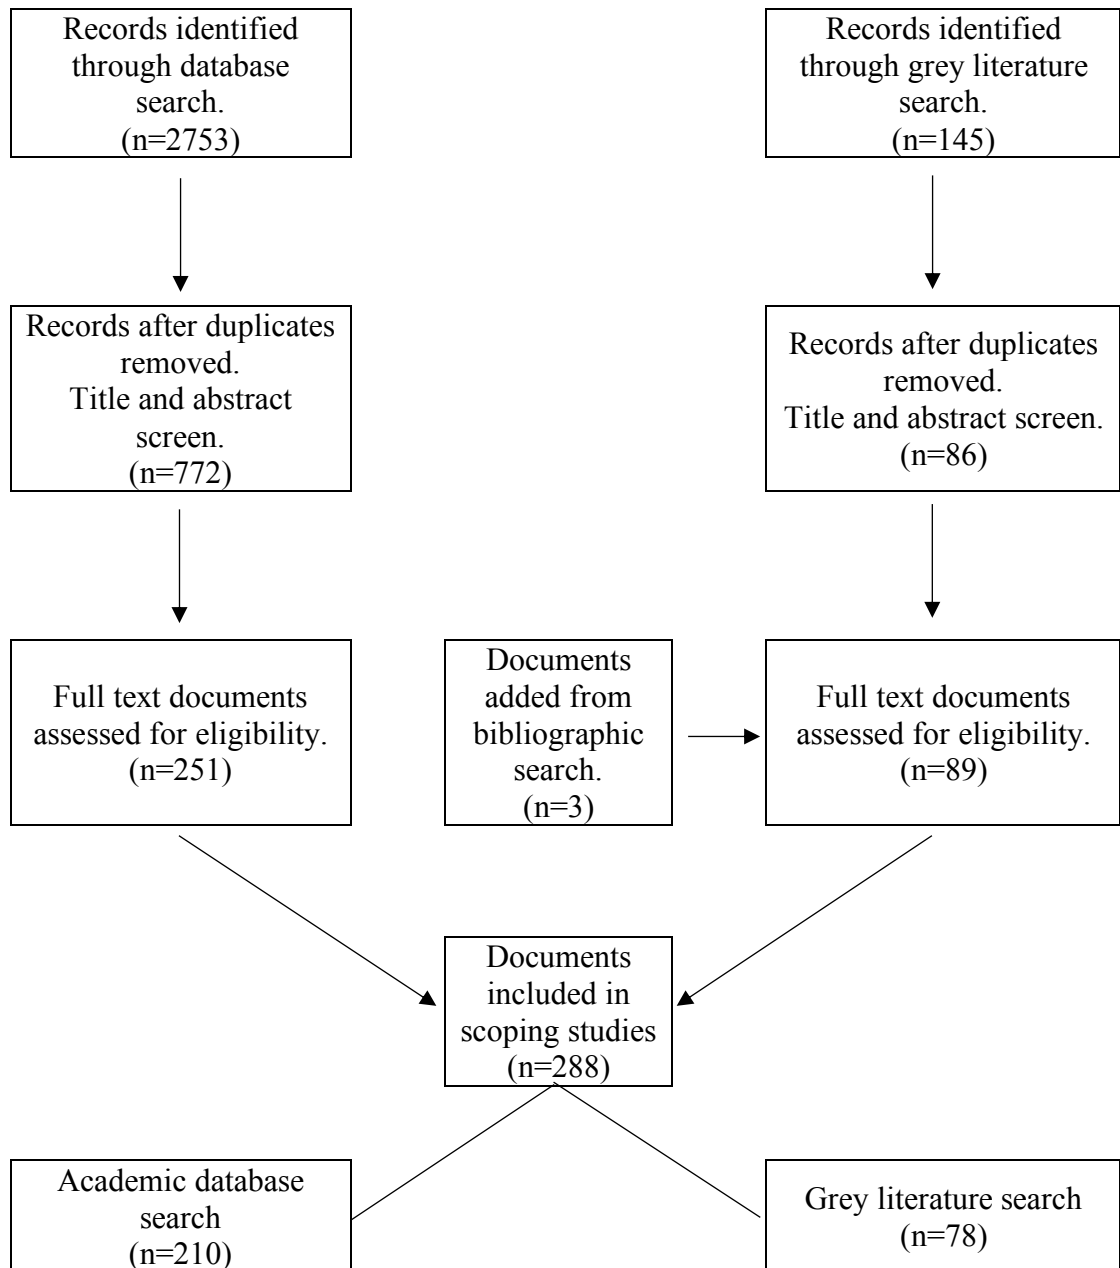 Records identified
through database
search.
(n=2753)
Records identified
through grey literature
search.
(n=145)
Records after duplicates
removed.
Title and abstract
screen.
(n=772)
Records after duplicates
removed.
Title and abstract screen.
(n=86)
Full text documents
assessed for eligibility.
(n=251)
Documents
added from
bibliographic
search.
(n=3)
Full text documents
assessed for eligibility.
(n=89)
Documents
included in
scoping studies
(n=288)
Academic database
search
(n=210)
Grey literature search
(n=78)